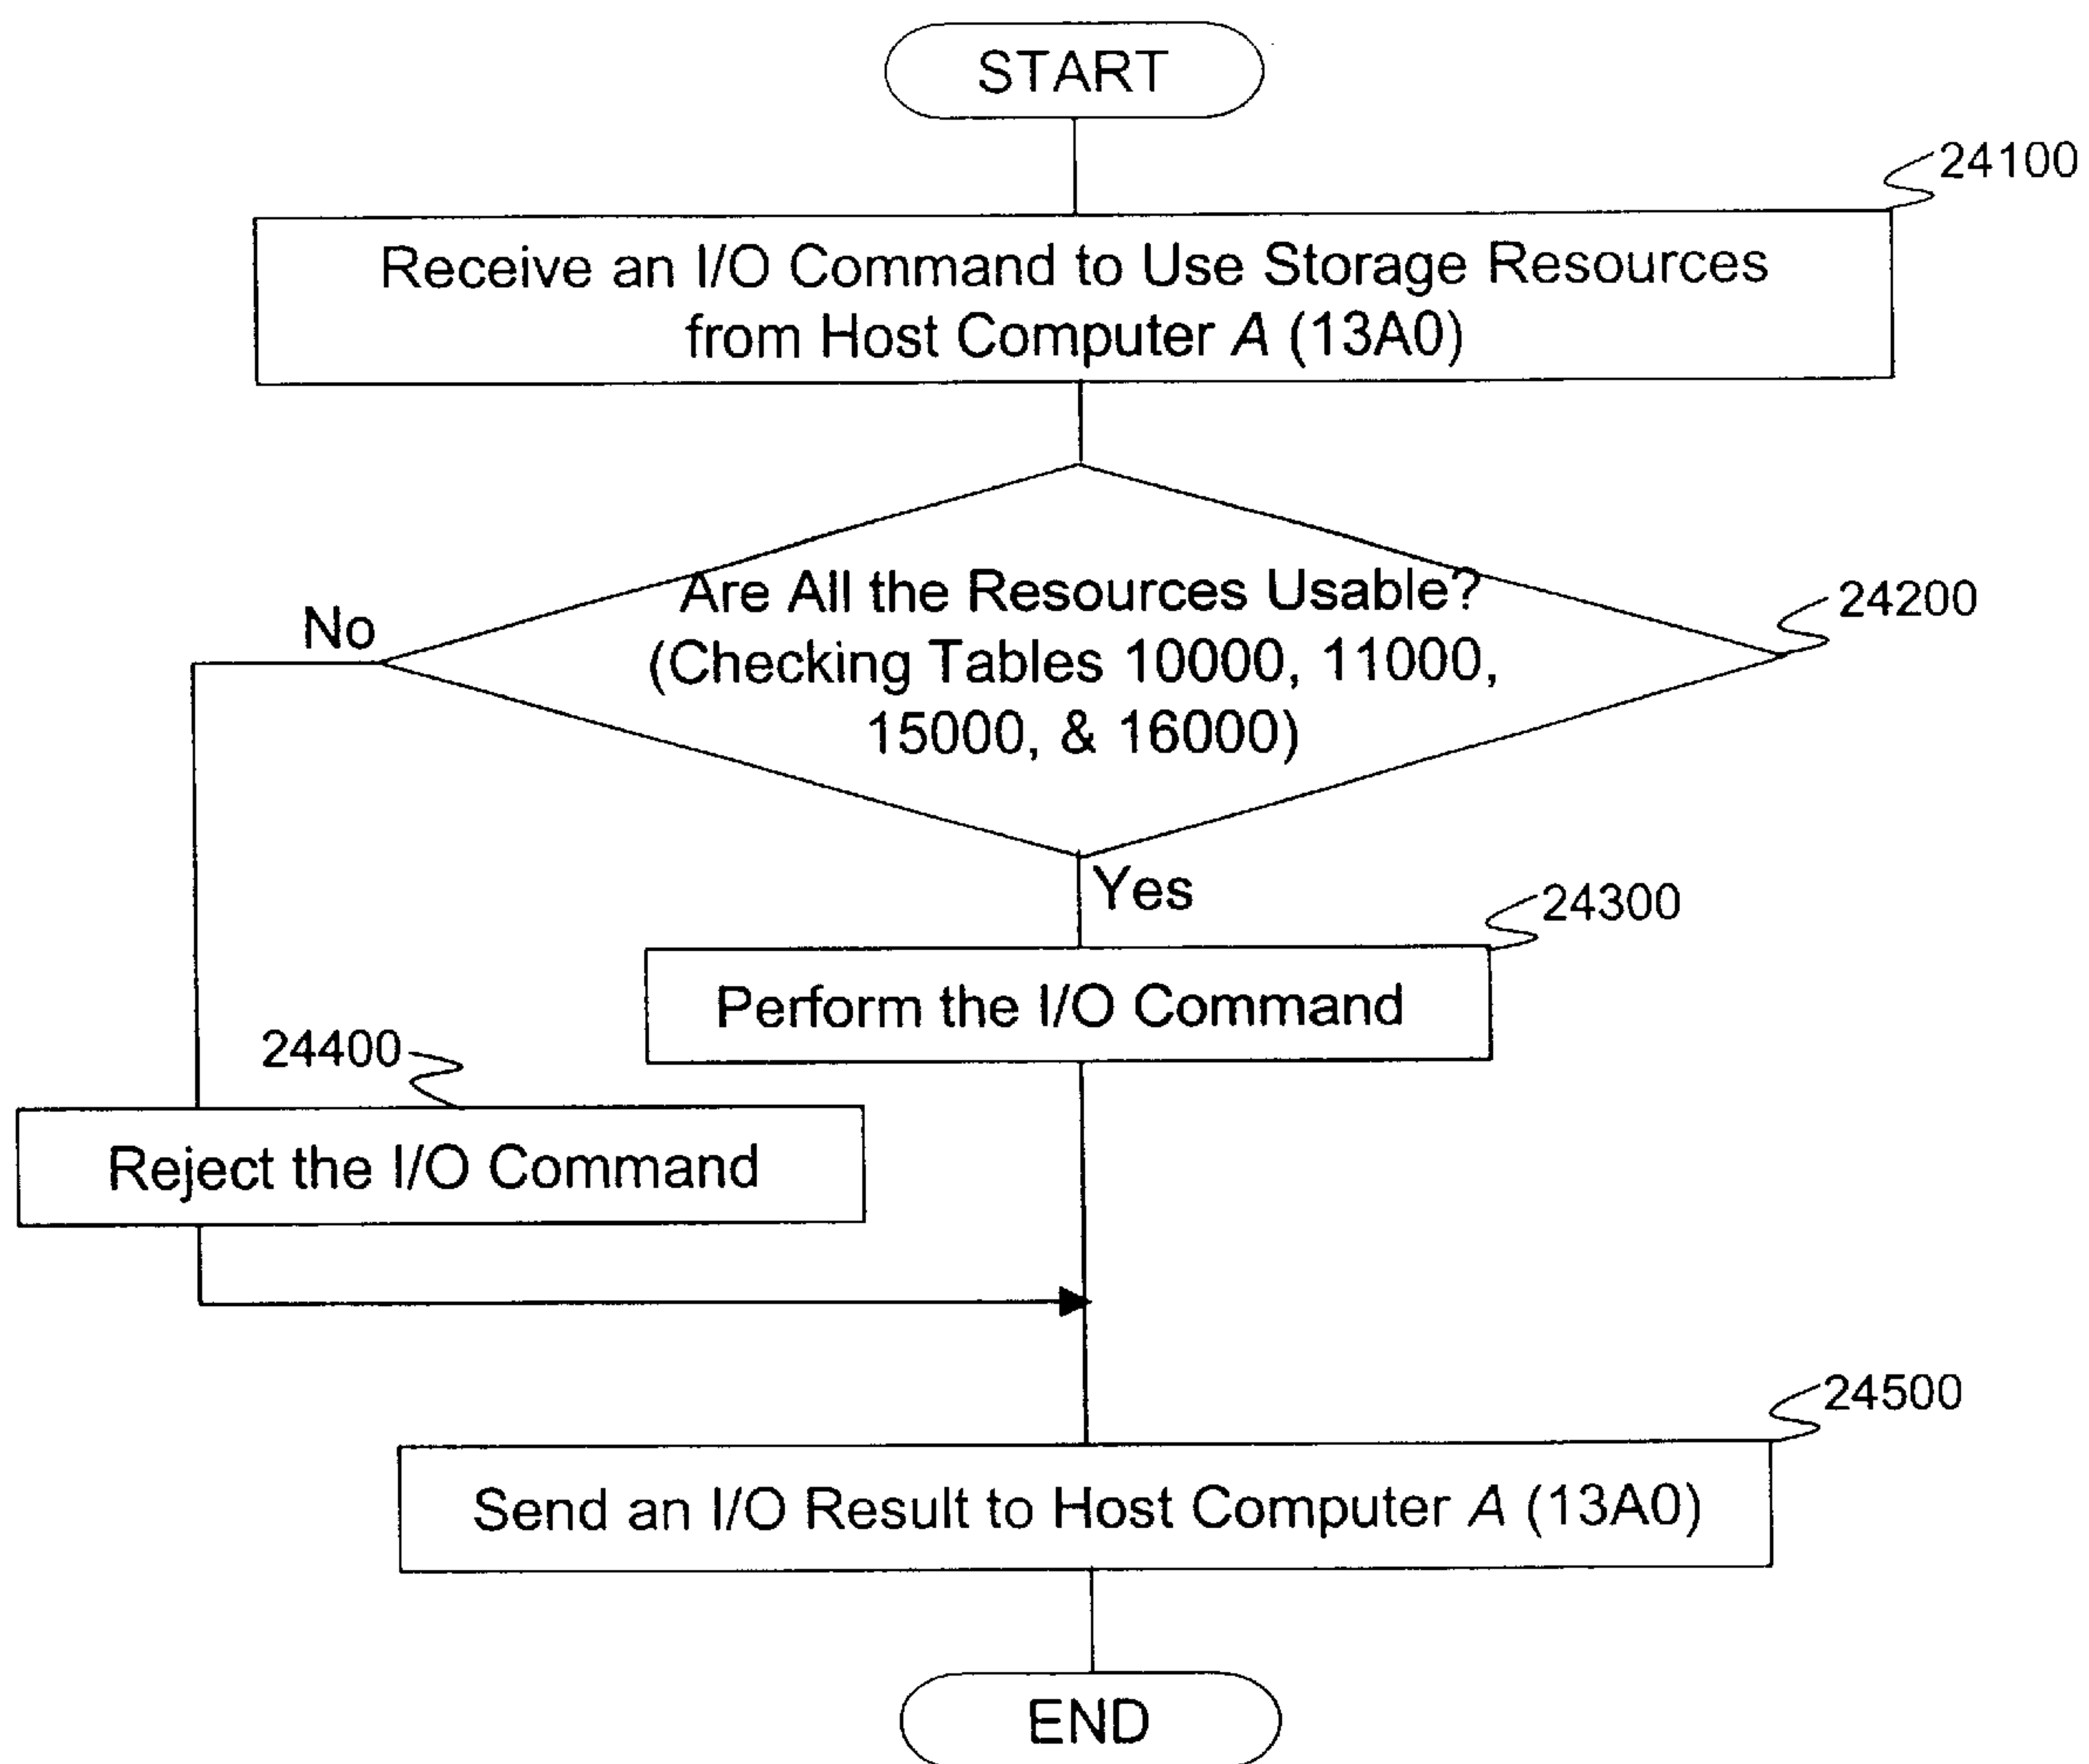 START
24100
Receive an I/O Command to Use Storage Resources
from Host Computer A (13A0)
24200
No
Are All the Resources Usable?
(Checking Tables 10000, 11000,
15000, & 16000)
Yes
24300
Perform the I/O Command
24400
Reject the I/O Command
24500
Send an I/O Result to Host Computer A (13A0)
END